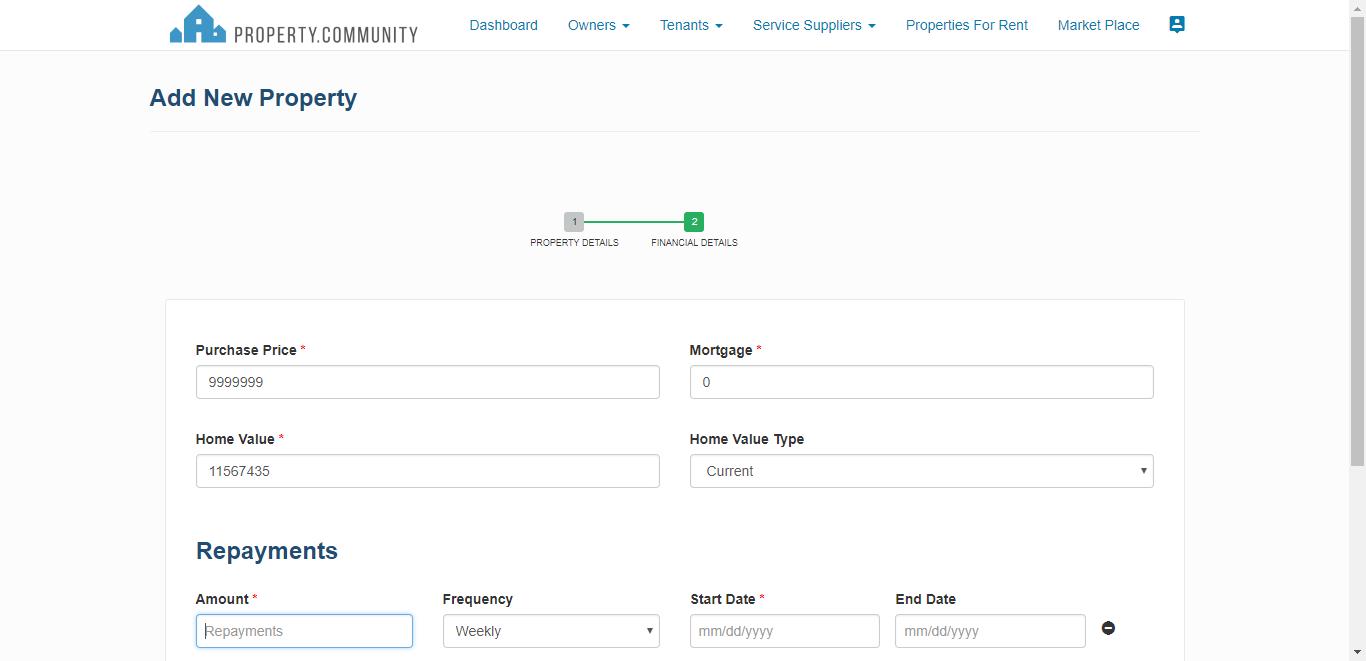 PROPERTY.COMMUNITY Dashboard Owners Tenants Service Suppliers Properties For Rent Market Place
Add New Property
1 2
PROPERTY DETAILS FINANCIAL DETAILS
Purchase Price * Mortgage *
9999999 0
Home Value * Home Value Type
11567435 Current
Repayments
Amount * Frequency Start Date * End Date
Repayments Weekly mm/dd/yyyy mm/dd/yyyy